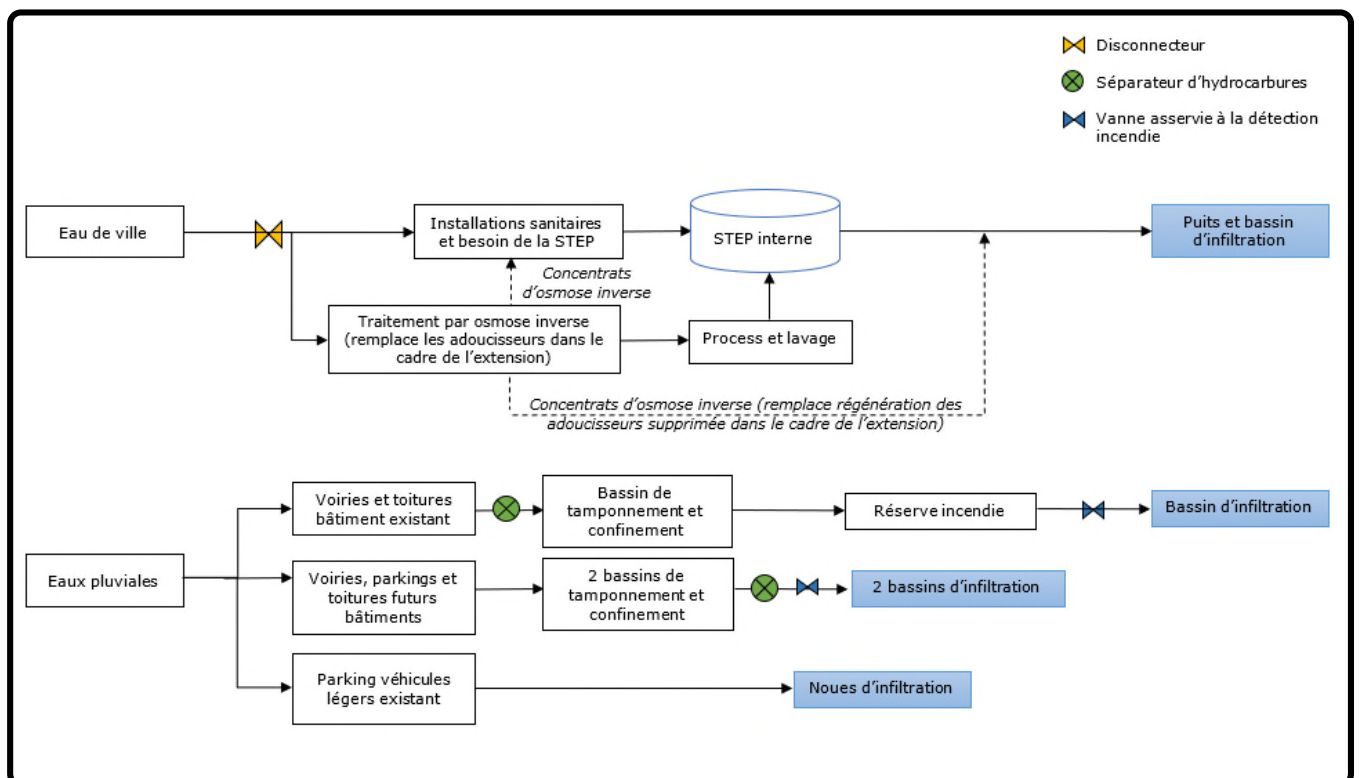 Disconnecteur
Séparateur d'hydrocarbures
Vanne asservie à la détection
incendie
Eau de ville
Installations sanitaires
et besoin de la STEP
STEP interne
Puits et bassin
d'infiltration
Concentrats
d'osmose inverse
Traitement par osmose inverse
(remplace les adoucisseurs dans le
cadre de l'extension)
Process et lavage
Concentrats d'osmose inverse (remplace régénération des
adoucisseurs supprimée dans le cadre de l'extension)
Voiries et toitures
bâtiment existant
Bassin de
tamponnement et
confinement
Réserve incendie
Bassin d'infiltration
Eaux pluviales
Voiries, parkings et
toitures futurs
bâtiments
2 bassins de
tamponnement et
confinement
2 bassins d'infiltration
Parking véhicules
légers existant
Noues d'infiltration